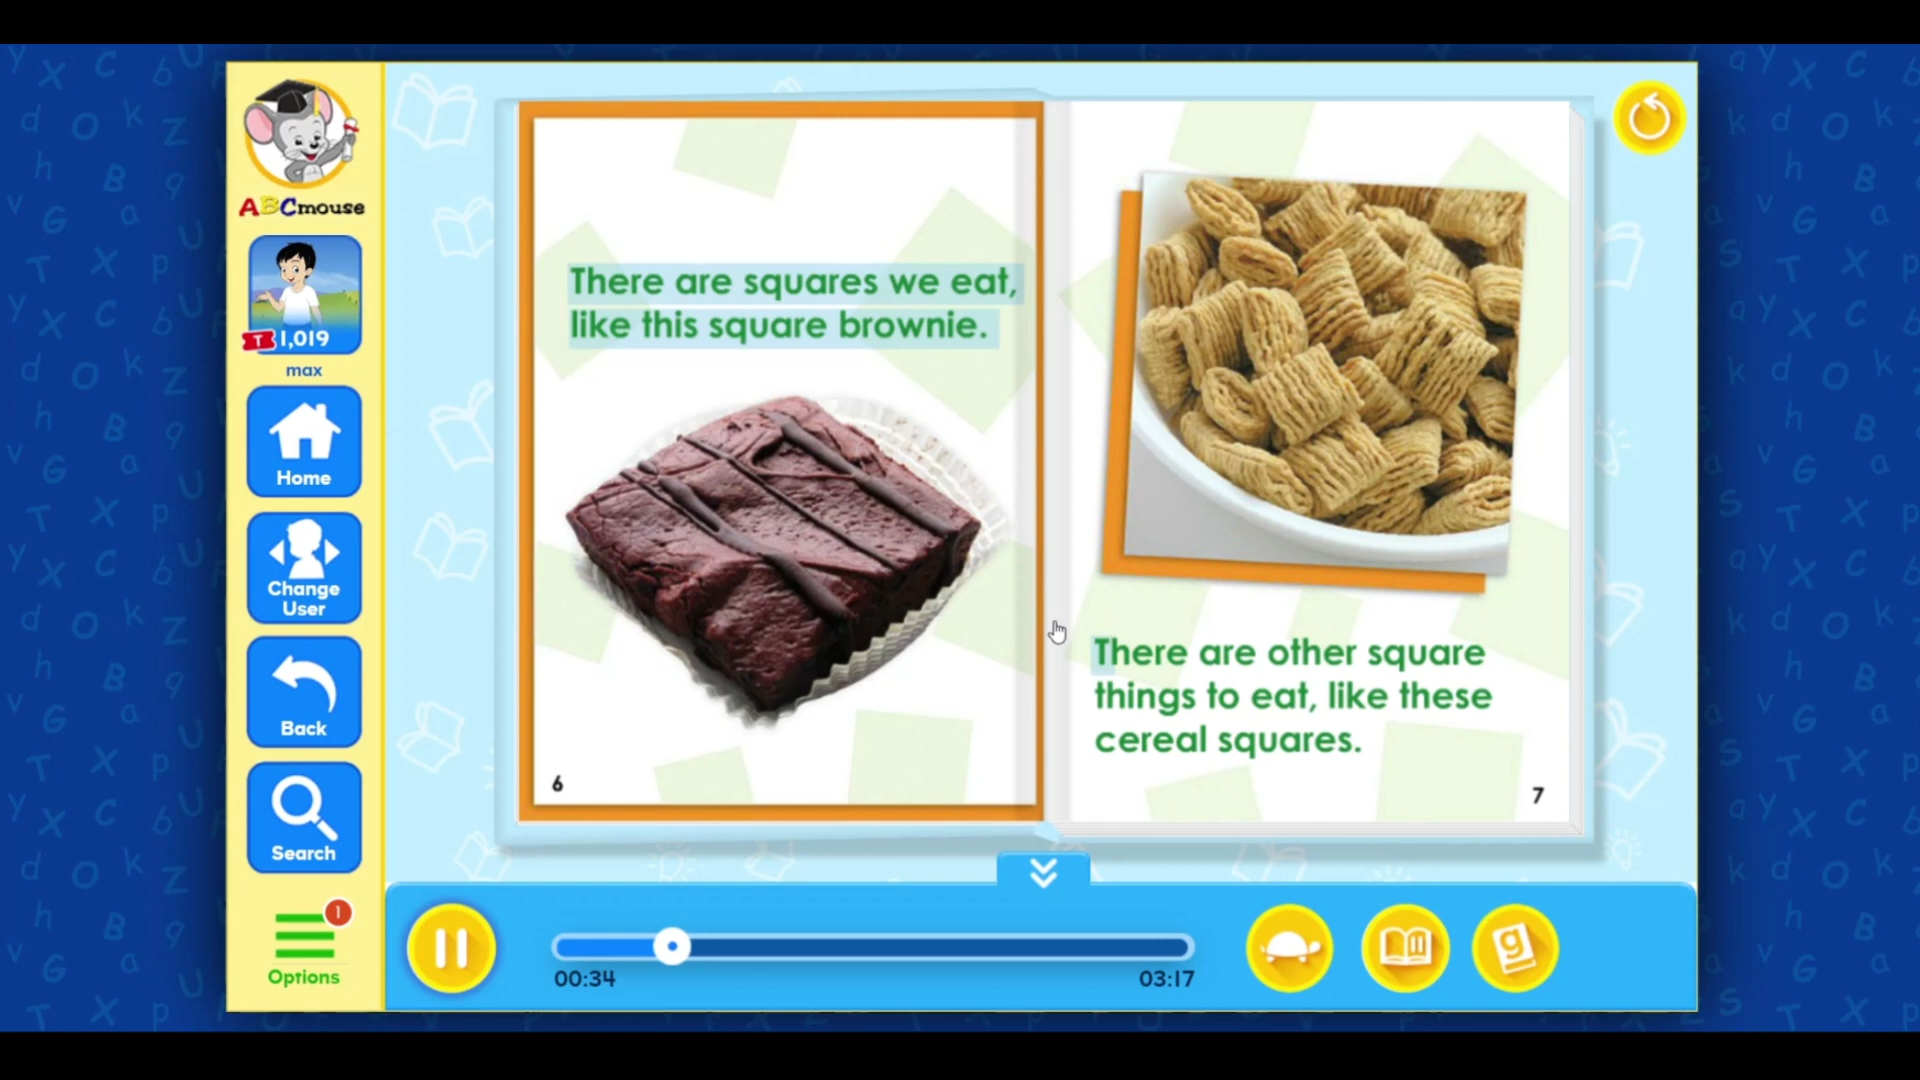 ABCmouse
T 1,019
max
Home
Change
User
Back
Search
1
Options
There are squares we eat,
like this square brownie.
6
There are other square
things to eat, like these
cereal squares.
7
00:34
03:17
g